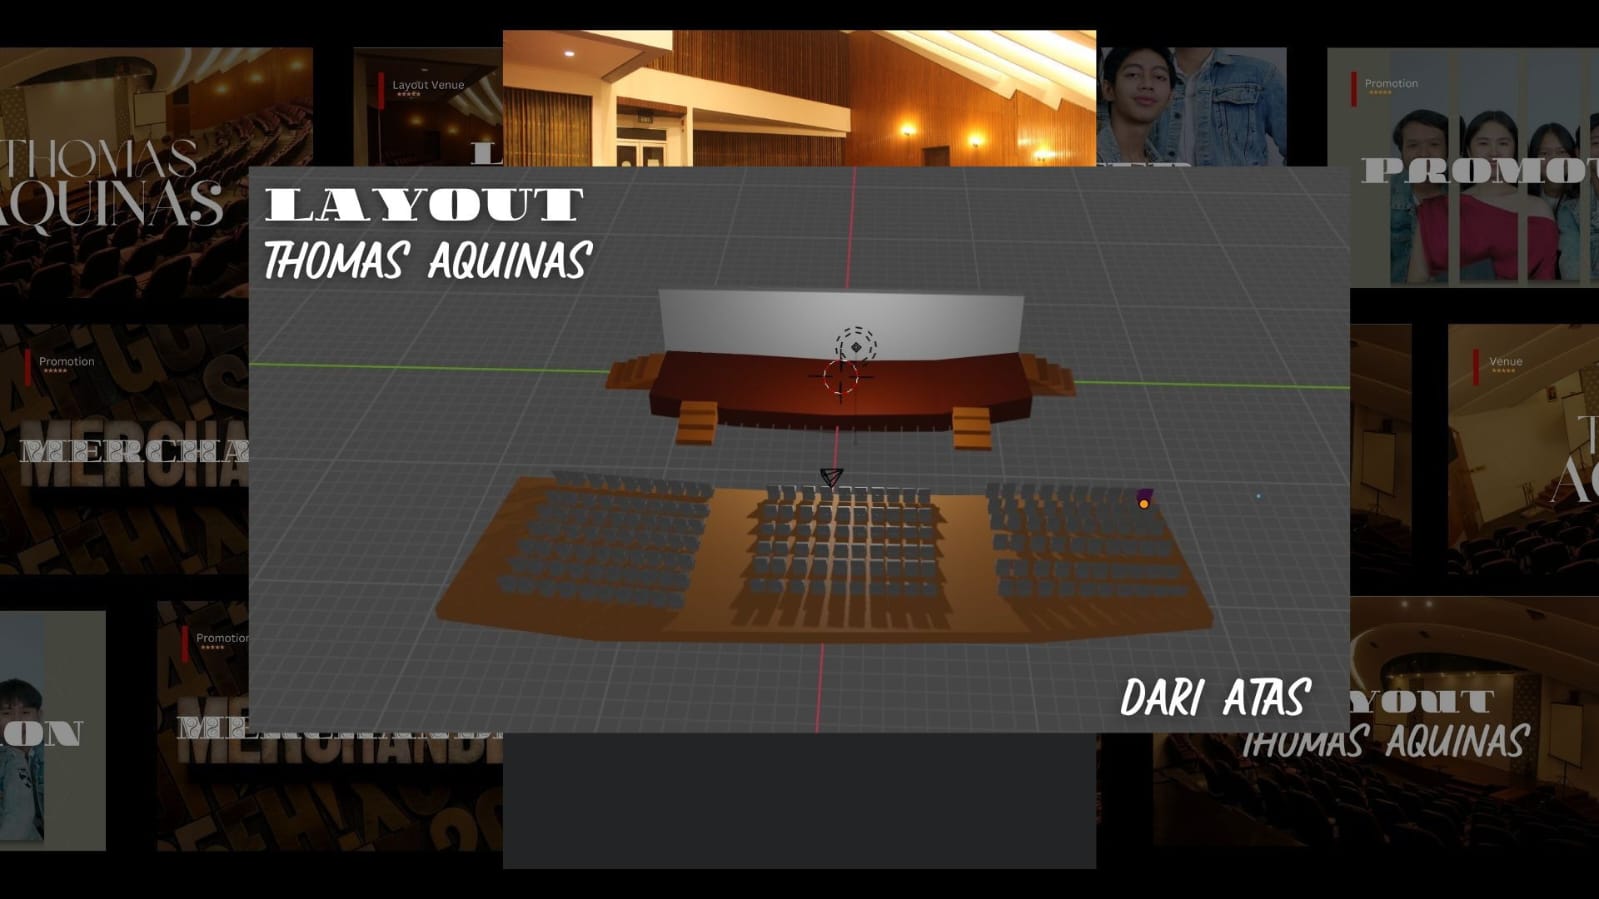 Layout Venue
Promotion
THOMAS
AQUINAS
L
PROMOT
LAYOUT
THOMAS AQUINAS
Promotion
Venue
MERCHA
Promotion
DARI ATAS
ON
MERCHANDI
YOUT
THOMAS AQUINAS